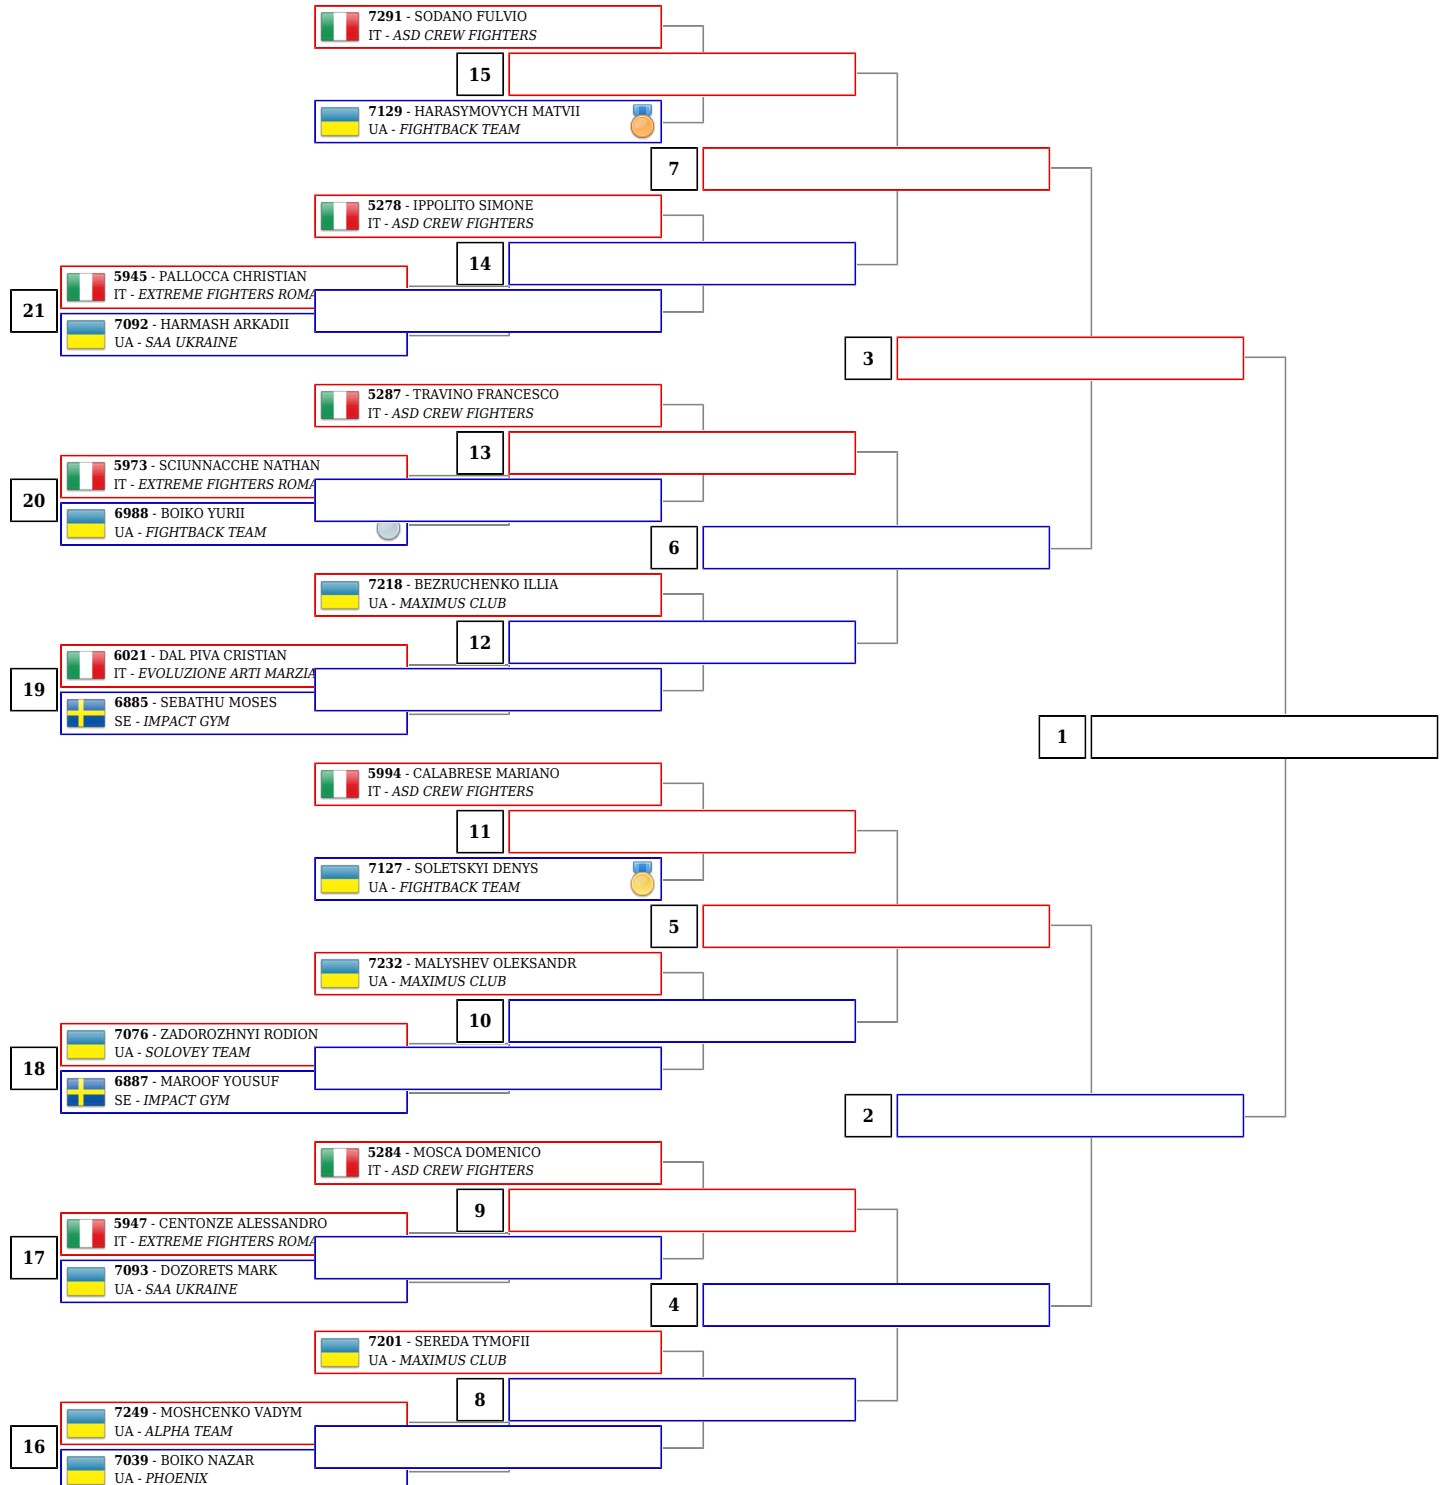 7291 - SODANO FULVIO
IT - ASD CREW FIGHTERS
15
7129 - HARASYMOVYCH MATVII
UA - FIGHTBACK TEAM
7
5278 - IPPOLITO SIMONE
IT - ASD CREW FIGHTERS
14
5945 - PALLOCCA CHRISTIAN
IT - EXTREME FIGHTERS ROMA
21
7092 - HARMASH ARKADII
UA - SAA UKRAINE
3
5287 - TRAVINO FRANCESCO
IT - ASD CREW FIGHTERS
13
5973 - SCIUNNACCHE NATHAN
IT - EXTREME FIGHTERS ROMA
20
6988 - BOIKO YURII
UA - FIGHTBACK TEAM
6
7218 - BEZRUCHENKO ILLIA
UA - MAXIMUS CLUB
12
6021 - DAL PIVA CRISTIAN
IT - EVOLUZIONE ARTI MARZIA
19
6885 - SEBATHU MOSES
SE - IMPACT GYM
1
5994 - CALABRESE MARIANO
IT - ASD CREW FIGHTERS
11
7127 - SOLETSKYI DENYS
UA - FIGHTBACK TEAM
5
7232 - MALYSHEV OLEKSANDR
UA - MAXIMUS CLUB
10
7076 - ZADOROZHNYI RODION
UA - SOLOVEY TEAM
18
6887 - MAROOF YOUSUF
SE - IMPACT GYM
2
5284 - MOSCA DOMENICO
IT - ASD CREW FIGHTERS
9
5947 - CENTONZE ALESSANDRO
IT - EXTREME FIGHTERS ROMA
17
7093 - DOZORETS MARK
UA - SAA UKRAINE
4
7201 - SEREDA TYMOFII
UA - MAXIMUS CLUB
8
7249 - MOSHCENKO VADYM
UA - ALPHA TEAM
16
7039 - BOIKO NAZAR
UA - PHOENIX